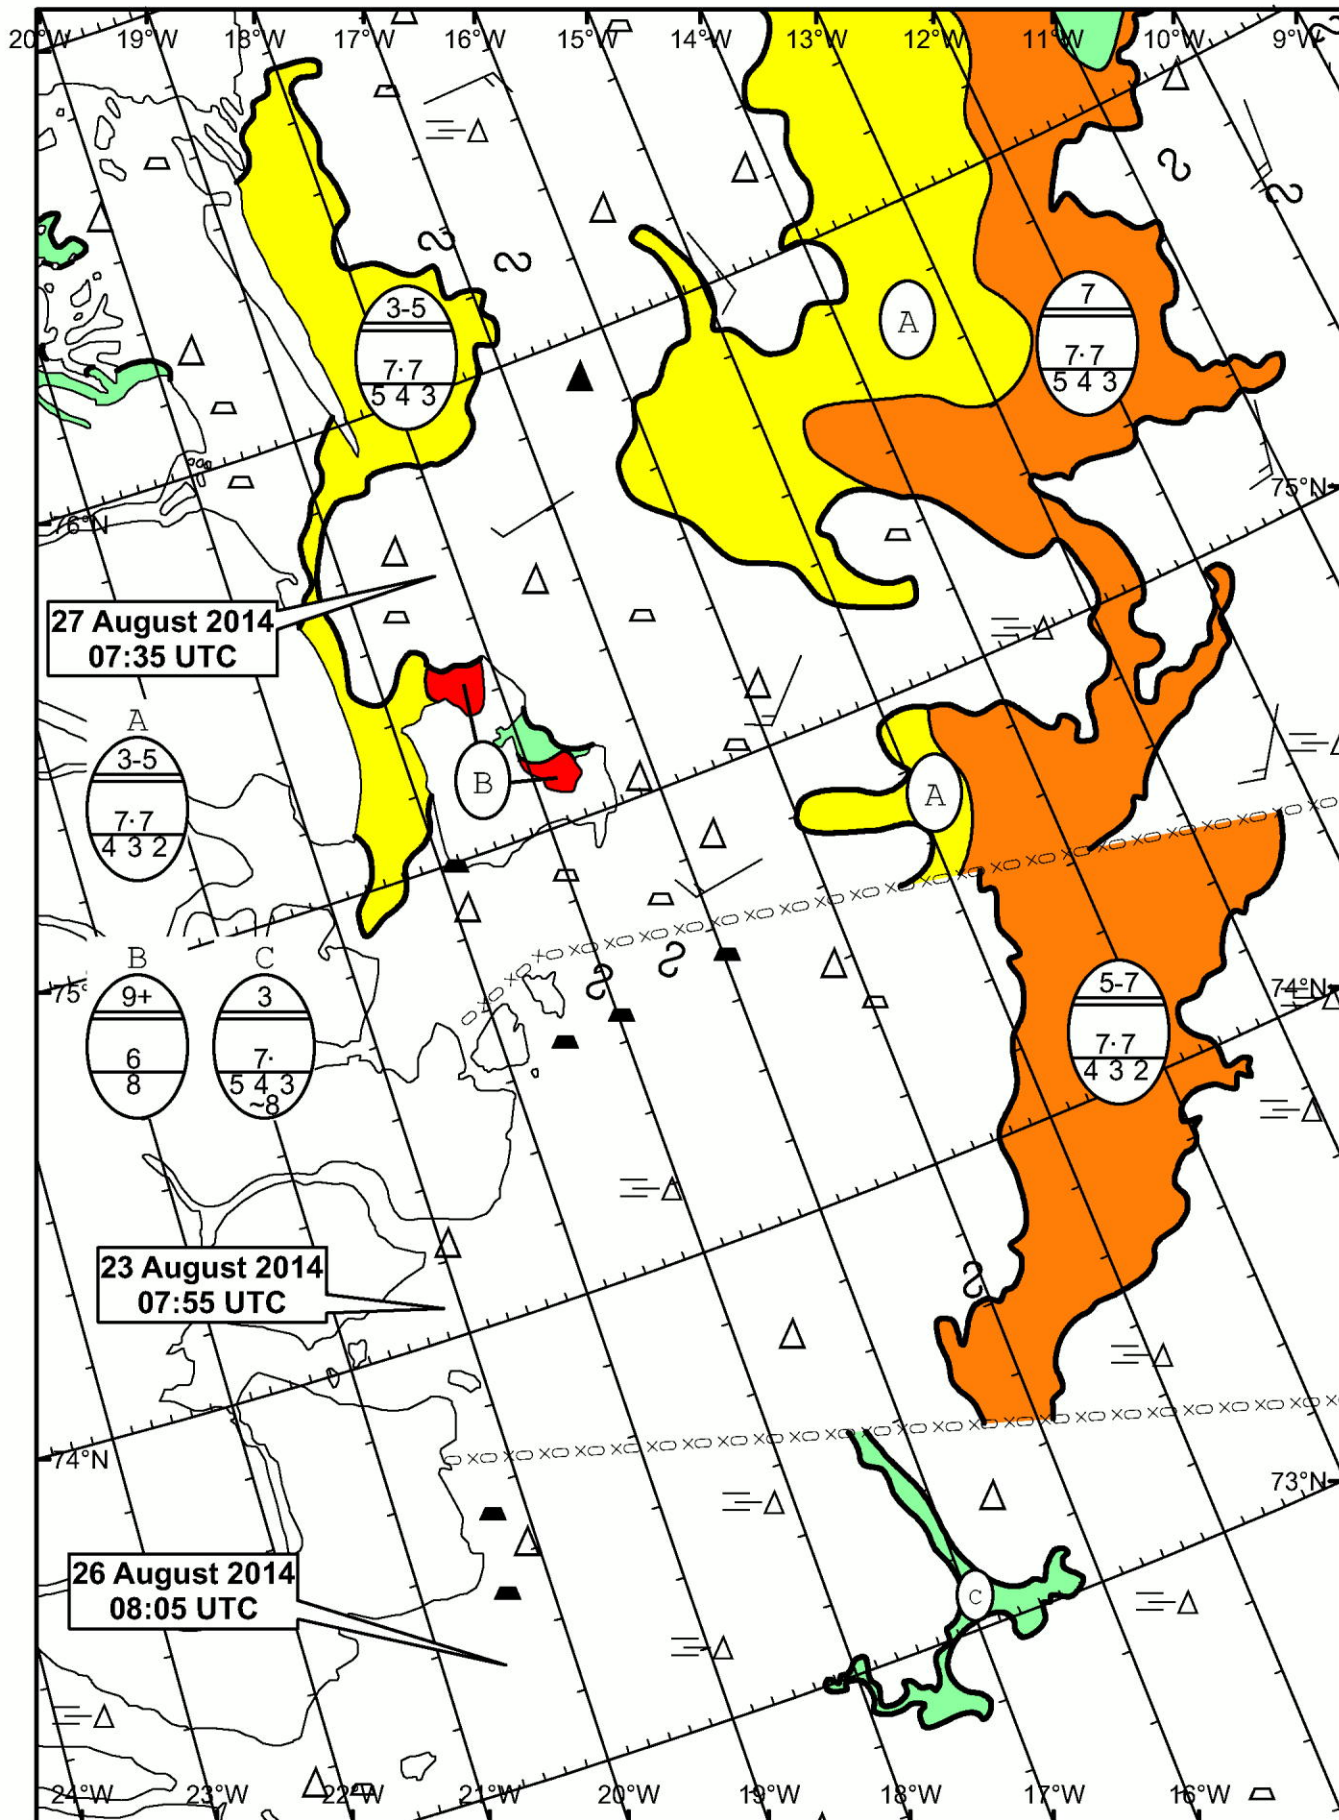 20°W 19°W 18°W 17°W 16°W 15°W 14°W 13°W 12°W 11°W 10°W 9°W
3-5
7·7
5 4 3
A
7
7·7
5 4 3
75°N
76°N
27 August 2014
07:35 UTC
A
3-5
7·7
4 3 2
B
A
B
9+
6
8
C
3
7·
5 4 3
~8
75°
74°N
5-7
7·7
4 3 2
23 August 2014
07:55 UTC
74°N
73°N
26 August 2014
08:05 UTC
C
24°W 23°W 22°W 21°W 20°W 19°W 18°W 17°W 16°W